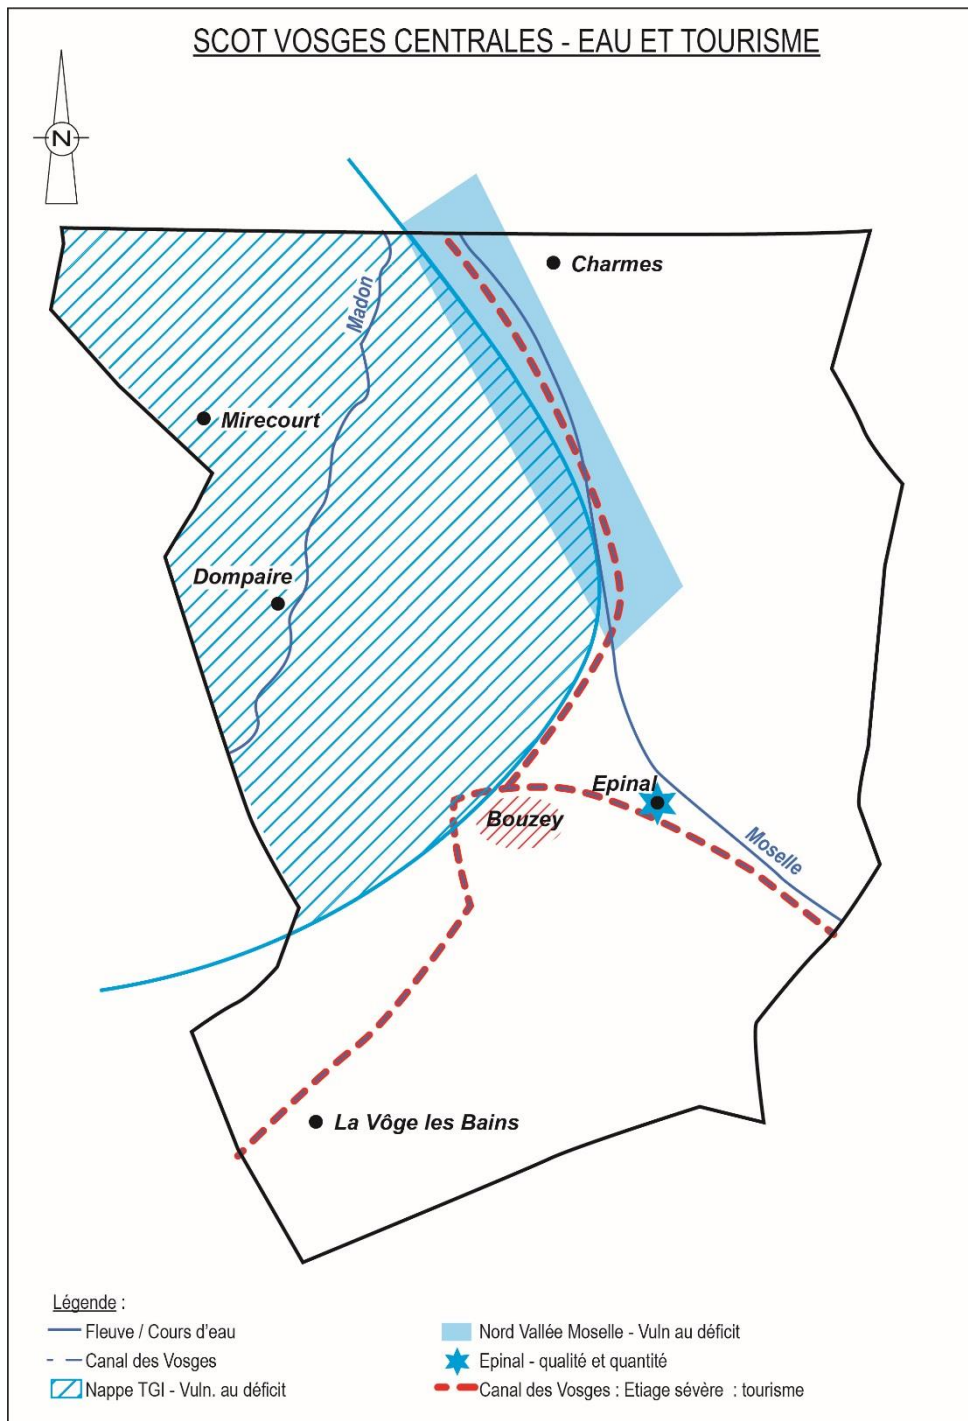 SCOT VOSGES CENTRALES - EAU ET TOURISME
N
Charmes
Madon
Mirecourt
Dompaire
Epinal
Bouzey
Moselle
La Vôge les Bains
Légende :
Fleuve / Cours d'eau
Canal des Vosges
Nappe TGI - Vuln. au déficit
Nord Vallée Moselle - Vuln au déficit
Epinal - qualité et quantité
Canal des Vosges : Etiage sévère : tourisme